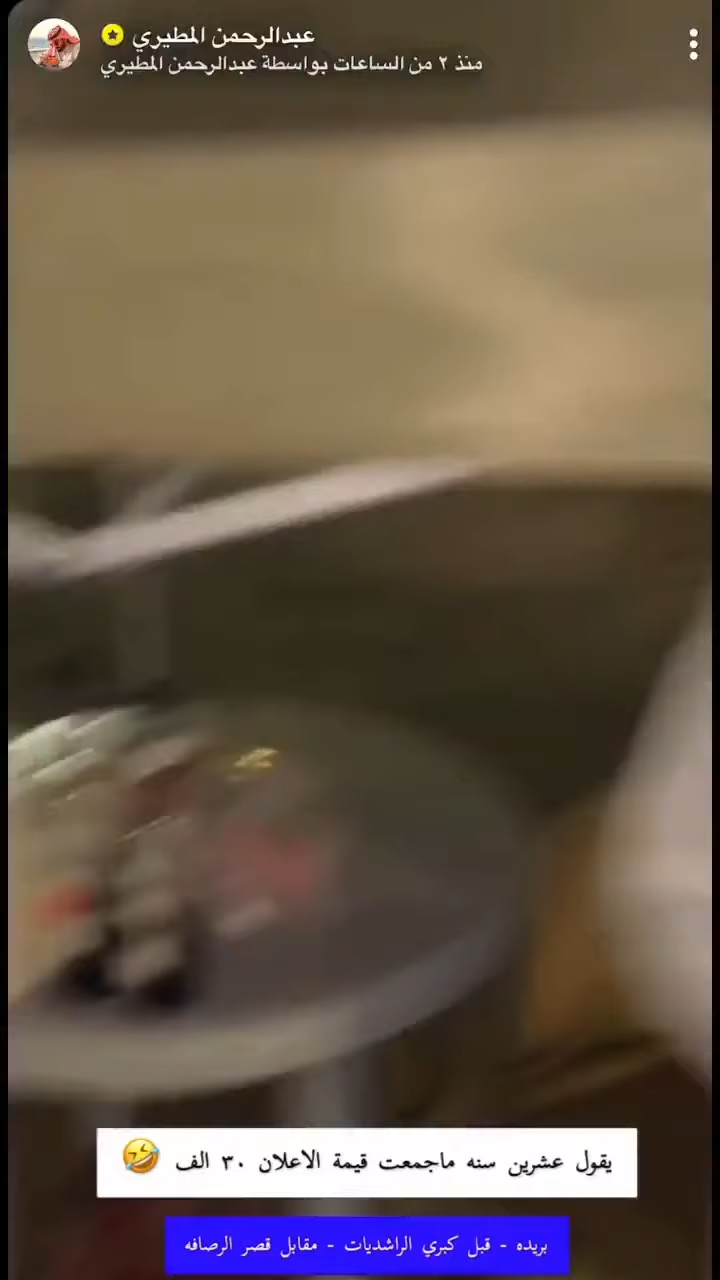 عبدالرحمن المطيري
منذ ٢ من الساعات بواسطة عبدالرحمن المطيري
يقول عشرين سنه ماجمعت قيمة الاعلان ٣٠ الف 🤣
بريده - قبل كبري الراشديات - مقابل قصر الرصافه